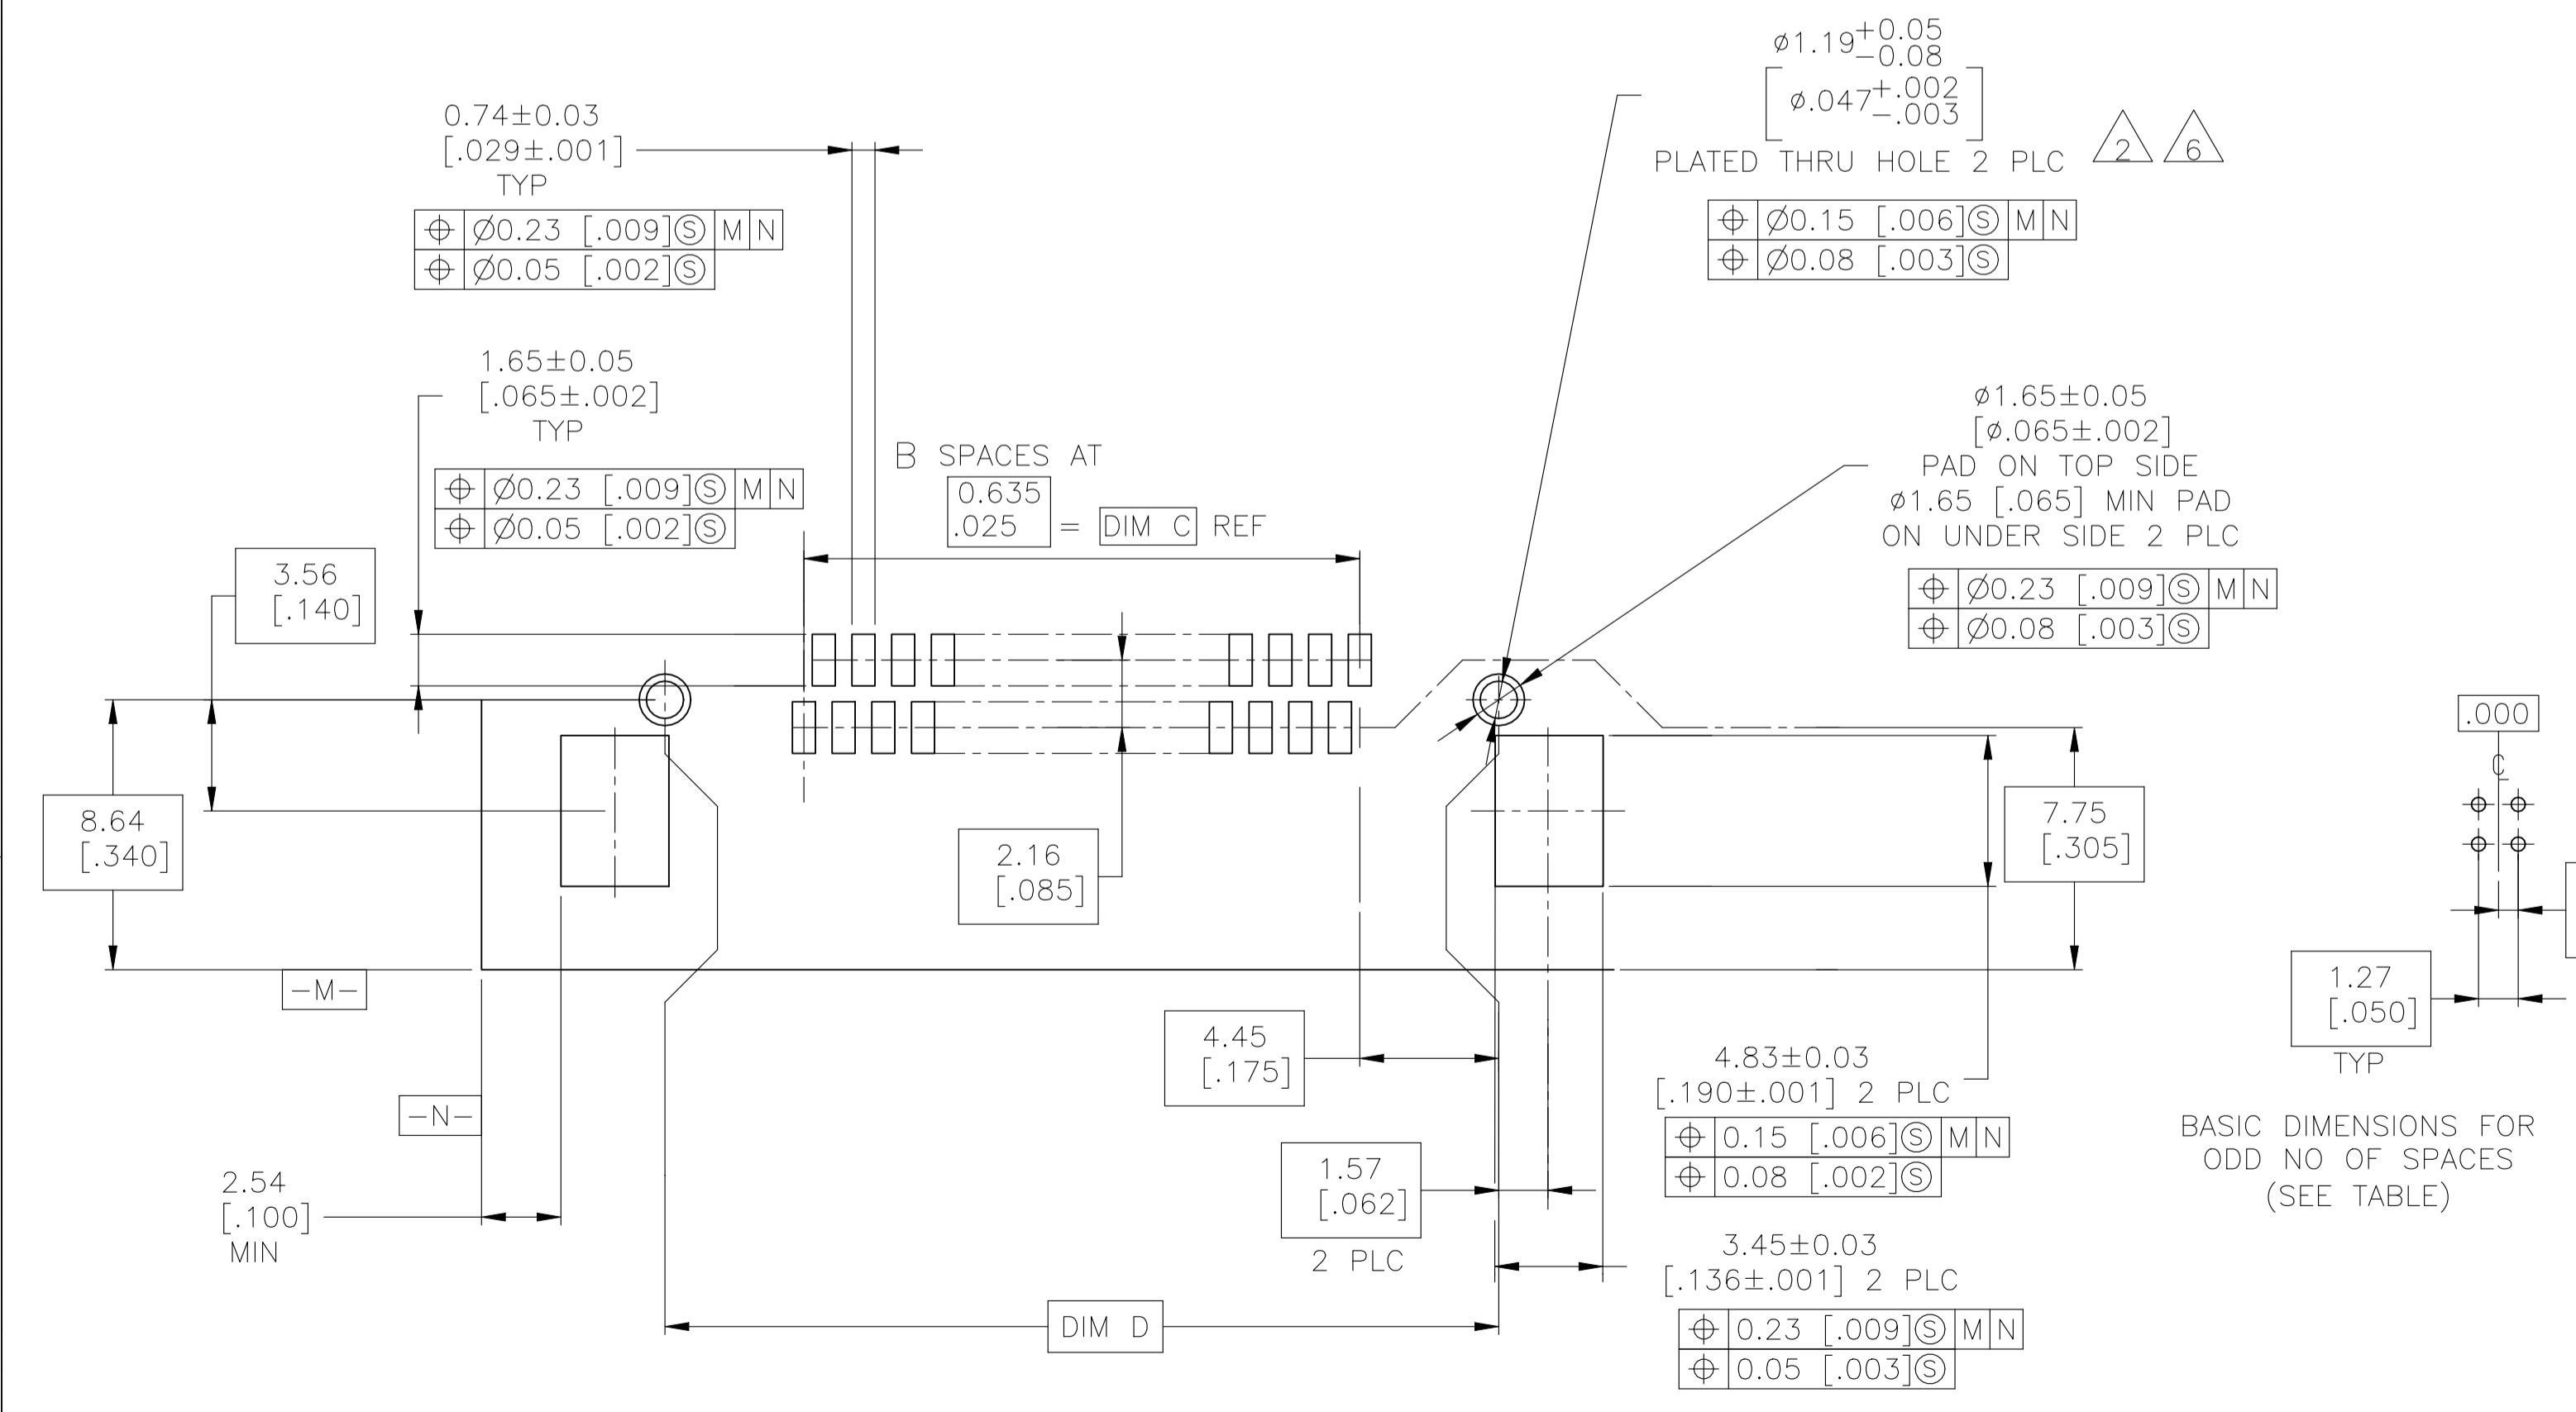 ø1.19+0.05
-0.08
[ø.047+.002
-.003]
PLATED THRU HOLE 2 PLC 2 6
⌖ Ø0.15 [.006]Ⓢ M N
⌖ Ø0.08 [.003]Ⓢ
0.74±0.03
[.029±.001]
TYP
⌖ Ø0.23 [.009]Ⓢ M N
⌖ Ø0.05 [.002]Ⓢ
1.65±0.05
[.065±.002]
TYP
⌖ Ø0.23 [.009]Ⓢ M N
⌖ Ø0.05 [.002]Ⓢ
B SPACES AT
0.635
.025 = DIM C REF
ø1.65±0.05
[ø.065±.002]
PAD ON TOP SIDE
ø1.65 [.065] MIN PAD
ON UNDER SIDE 2 PLC
⌖ Ø0.23 [.009]Ⓢ M N
⌖ Ø0.08 [.003]Ⓢ
3.56
[.140]
8.64
[.340]
2.16
[.085]
7.75
[.305]
.000
℄
-M-
-N-
4.45
[.175]
1.27
[.050]
TYP
BASIC DIMENSIONS FOR
ODD NO OF SPACES
(SEE TABLE)
2.54
[.100]
MIN
1.57
[.062]
2 PLC
4.83±0.03
[.190±.001] 2 PLC
⌖ 0.15 [.006]Ⓢ M N
⌖ 0.08 [.002]Ⓢ
3.45±0.03
[.136±.001] 2 PLC
⌖ 0.23 [.009]Ⓢ M N
⌖ 0.05 [.003]Ⓢ
DIM D